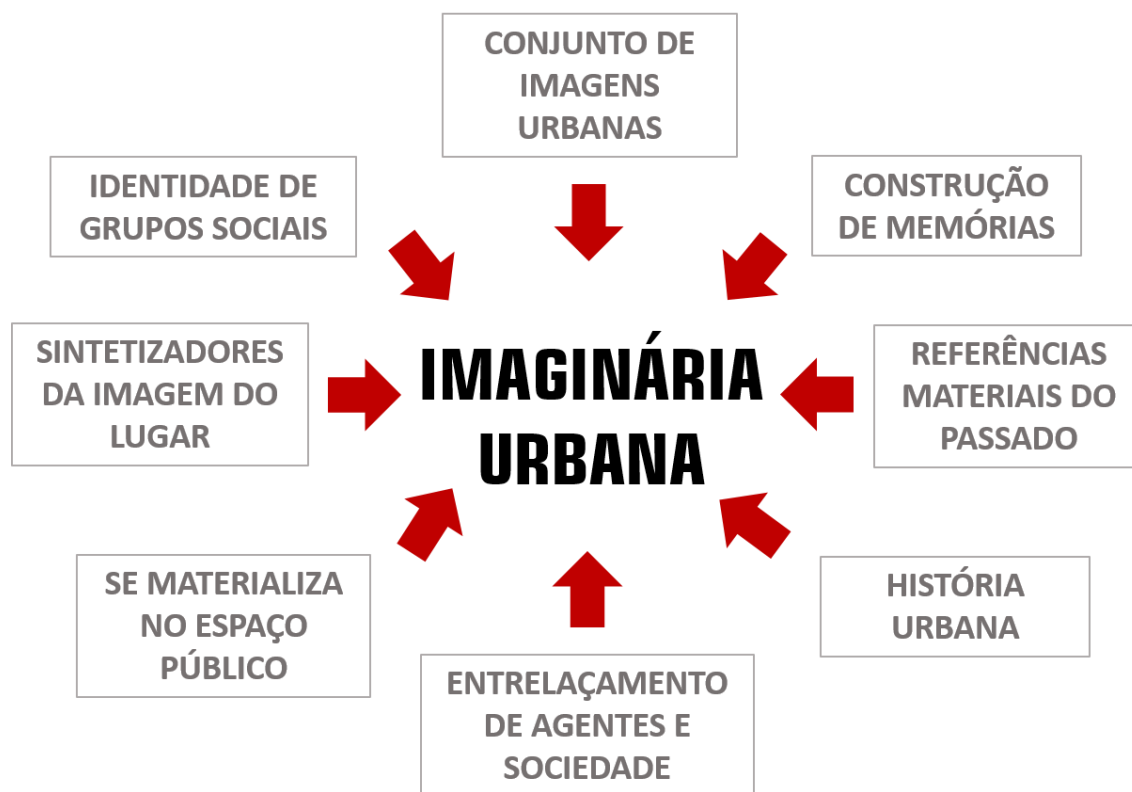 CONJUNTO DE
IMAGENS
URBANAS
IDENTIDADE DE
GRUPOS SOCIAIS
CONSTRUÇÃO
DE MEMÓRIAS
SINTETIZADORES
DA IMAGEM DO
LUGAR
IMAGINÁRIA
URBANA
REFERÊNCIAS
MATERIAIS DO
PASSADO
SE MATERIALIZA
NO ESPAÇO
PÚBLICO
HISTÓRIA
URBANA
ENTRELAÇAMENTO
DE AGENTES E
SOCIEDADE